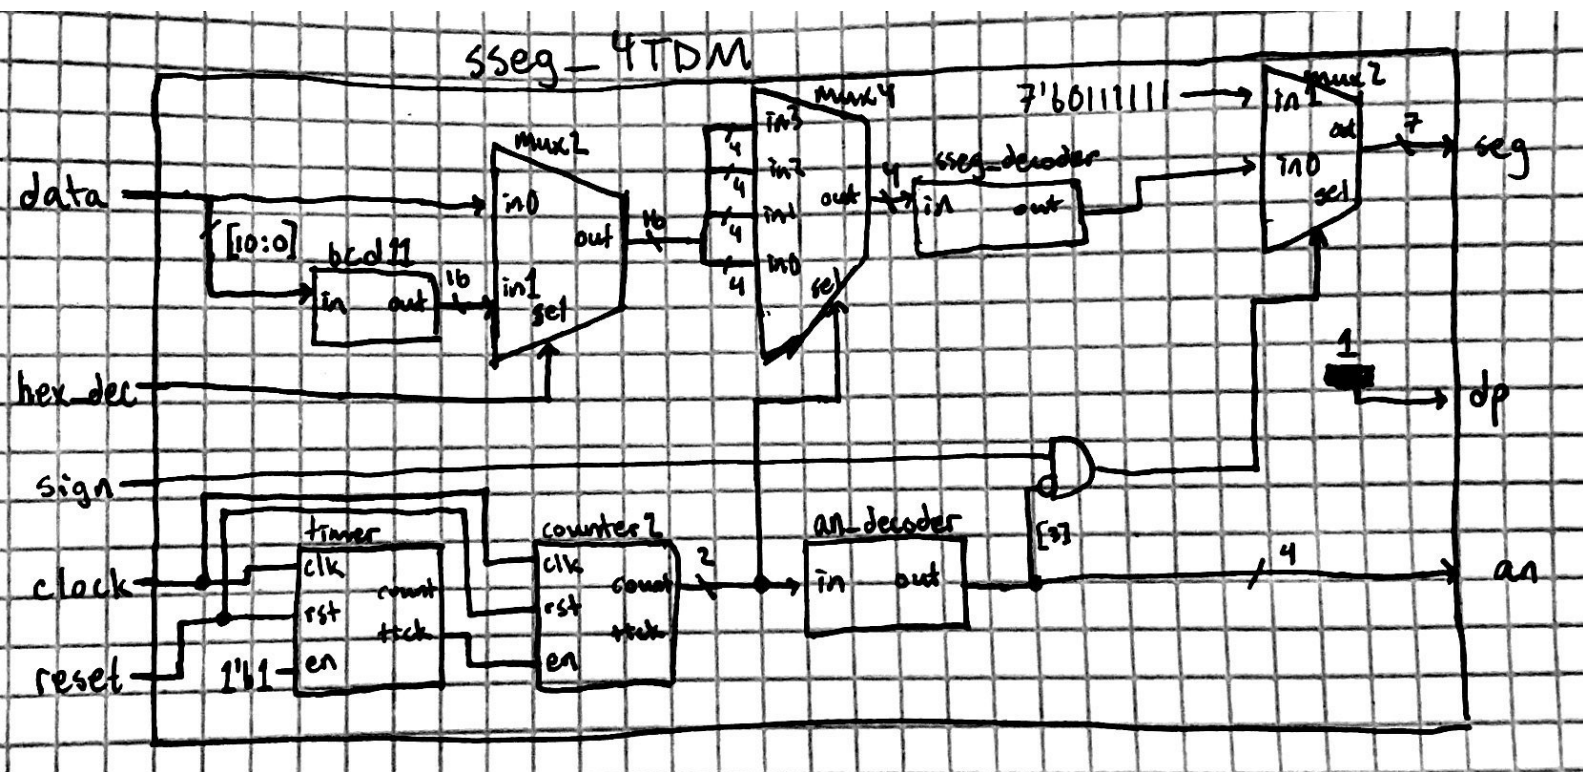 sseg_4TDM
mux2
7'b0111111
in1
out
in0
sel
7
seg
mux4
in3
4
in2
4
in1
4
in0
4
out
sel
4
sseg_decoder
in
out
mux2
in0
out
in1
sel
16
data
[10:0]
bcd11
in
out
16
hex_dec
1
dp
sign
timer
clk
count
rst
tick
en
counter2
clk
count
rst
tick
en
2
an_decoder
in
out
[3]
4
an
clock
reset
1'b1